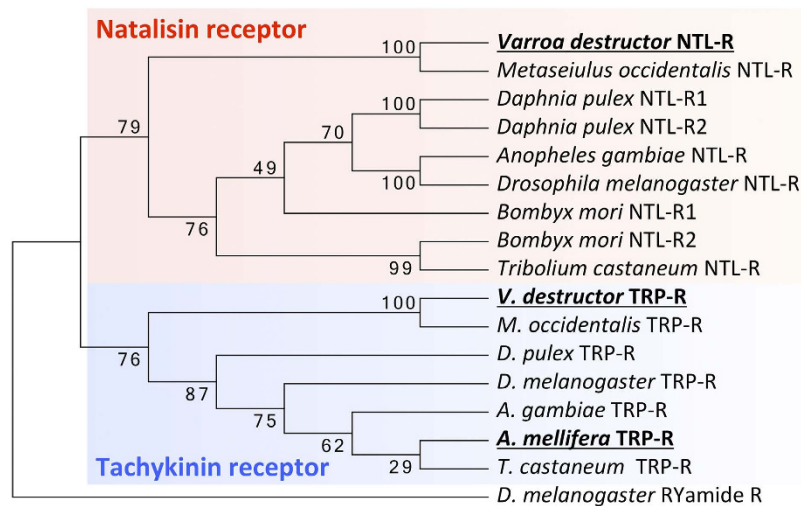 Natalisin receptor
100
Varroa destructor NTL-R
Metaseiulus occidentalis NTL-R
79
100
Daphnia pulex NTL-R1
Daphnia pulex NTL-R2
70
Anopheles gambiae NTL-R
100
Drosophila melanogaster NTL-R
49
Bombyx mori NTL-R1
76
Bombyx mori NTL-R2
99
Tribolium castaneum NTL-R
100
V. destructor TRP-R
M. occidentalis TRP-R
76
D. pulex TRP-R
87
D. melanogaster TRP-R
75
A. gambiae TRP-R
62
A. mellifera TRP-R
29
T. castaneum TRP-R
Tachykinin receptor
D. melanogaster RYamide R